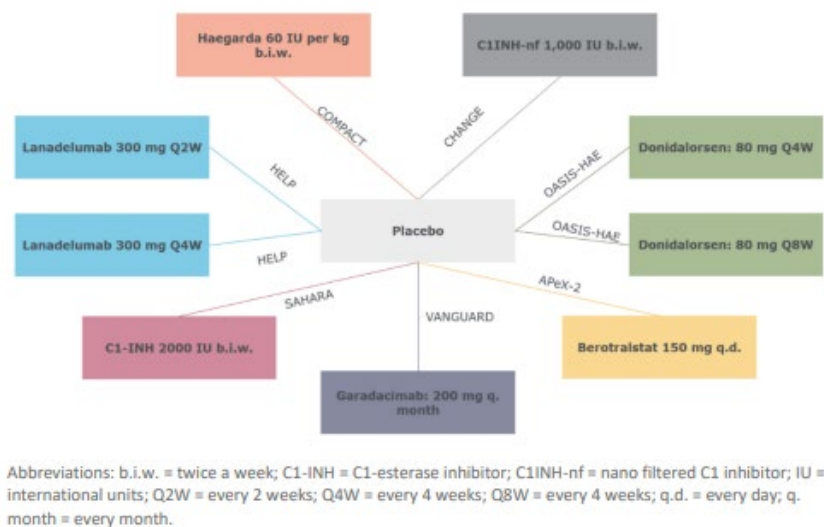 Haegarda 60 IU per kg
b.i.w.
C1INH-nf 1,000 IU b.i.w.
COMPACT
CHANGE
Lanadelumab 300 mg Q2W
Donidalorsen: 80 mg Q4W
HELP
OASIS-HAE
Placebo
Lanadelumab 300 mg Q4W
OASIS-HAE
Donidalorsen: 80 mg Q8W
HELP
SAHARA
APeX-2
VANGUARD
C1-INH 2000 IU b.i.w.
Berotralstat 150 mg q.d.
Garadacimab: 200 mg q.
month
Abbreviations: b.i.w. = twice a week; C1-INH = C1-esterase inhibitor; C1INH-nf = nano filtered C1 inhibitor; IU =
international units; Q2W = every 2 weeks; Q4W = every 4 weeks; Q8W = every 4 weeks; q.d. = every day; q.
month = every month.